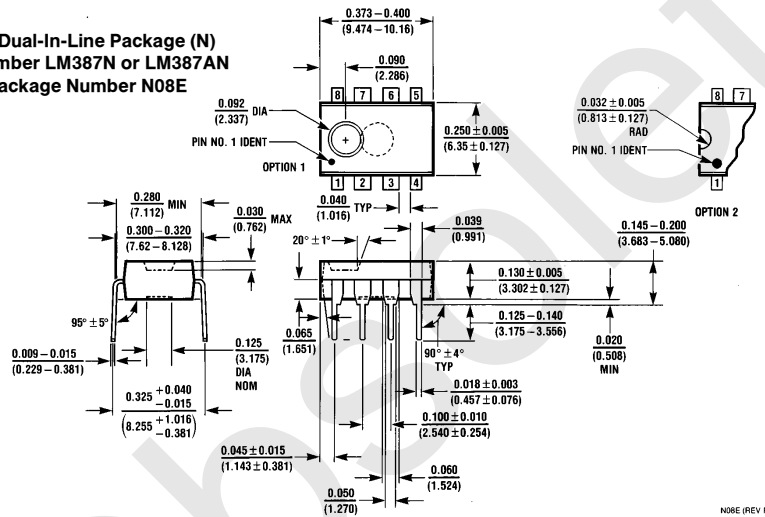 Dual-In-Line Package (N)
mber LM387N or LM387AN
ackage Number N08E
0.373 – 0.400
(9.474 – 10.16)
0.090
(2.286)
8 7 6 5
0.092
(2.337)
DIA
PIN NO. 1 IDENT
OPTION 1
0.250 ± 0.005
(6.35 ± 0.127)
1 2 3 4
0.032 ± 0.005
(0.813 ± 0.127)
RAD
PIN NO. 1 IDENT
8 7
1
OPTION 2
0.280
(7.112)
MIN
0.300 – 0.320
(7.62 – 8.128)
0.030
(0.762)
MAX
0.040
(1.016)
TYP
0.039
(0.991)
20° ± 1°
0.145 – 0.200
(3.683 – 5.080)
0.130 ± 0.005
(3.302 ± 0.127)
0.125 – 0.140
(3.175 – 3.556)
0.020
(0.508)
MIN
95° ± 5°
0.009 – 0.015
(0.229 – 0.381)
0.125
(3.175)
DIA
NOM
0.065
(1.651)
90° ± 4°
TYP
0.325 +0.040
–0.015
(8.255 +1.016
–0.381)
0.018 ± 0.003
(0.457 ± 0.076)
0.100 ± 0.010
(2.540 ± 0.254)
0.045 ± 0.015
(1.143 ± 0.381)
0.060
(1.524)
0.050
(1.270)
N08E (REV